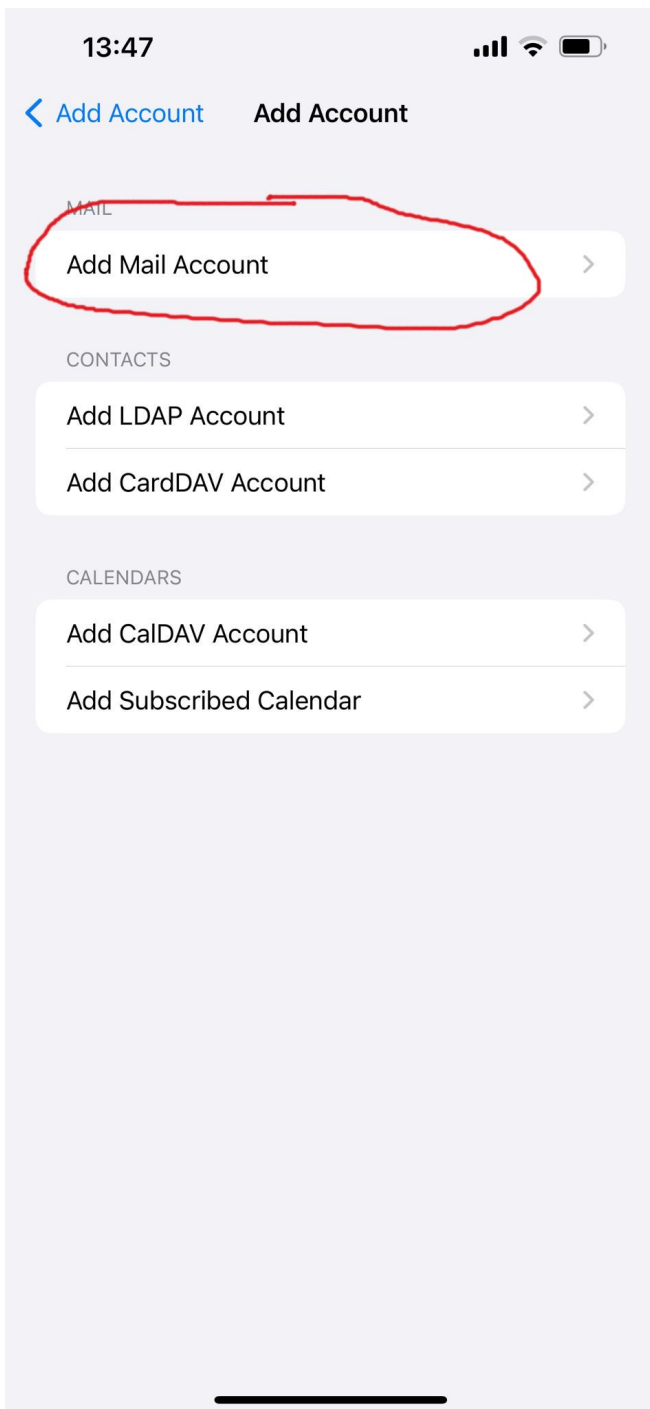 13:47
Add Account Add Account
MAIL
Add Mail Account
CONTACTS
Add LDAP Account
Add CardDAV Account
CALENDARS
Add CalDAV Account
Add Subscribed Calendar